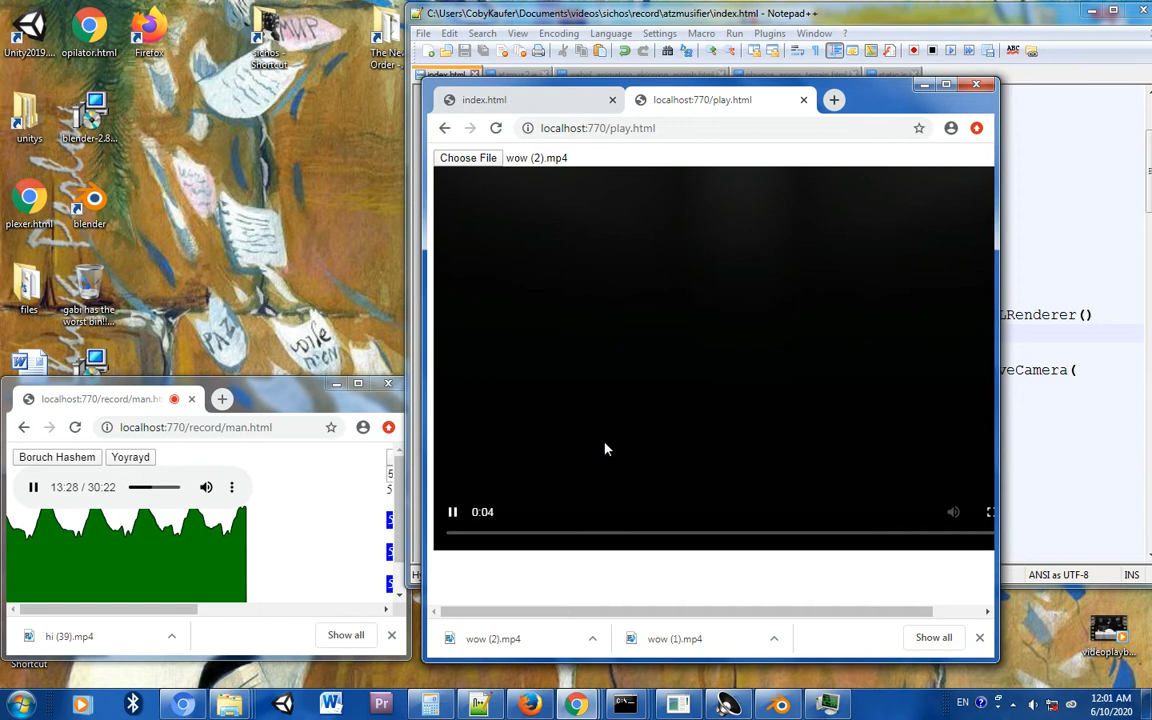 C:\Users\CobyKaufer\Documents\videos\sichos\record\atzmusifier\index.html - Notepad++
File Edit Search View Encoding Language Settings Macro Run Plugins Window ?
Unity2019....
opilator.html
Firefox
sichos - Shortcut
The New Order -...
unitys
blender-2.8...
plexer.html
blender
files
gabi has the worst bin!!...
Shortcut
index.html
localhost:770/play.html
localhost:770/play.html
Choose File wow (2).mp4
0:04
wow (2).mp4
wow (1).mp4
Show all
LRenderer()
veCamera(
ANSI as UTF-8 INS
localhost:770/record/man.h
localhost:770/record/man.html
Boruch Hashem Yoyrayd
13:28 / 30:22
hi (39).mp4
Show all
videoplayb...
EN
12:01 AM
6/10/2020